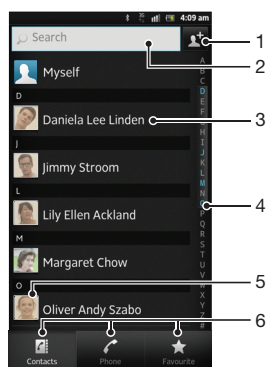 3G 4:09 am
Search
1
2
Myself
D
Daniela Lee Linden
3
J
Jimmy Stroom
L
Lily Ellen Ackland
4
M
Margaret Chow
O
5
Oliver Andy Szabo
6
Contacts
Phone
Favourite
A
B
C
D
E
F
G
H
I
J
K
L
M
N
O
P
Q
R
S
T
U
V
W
X
Y
Z
#